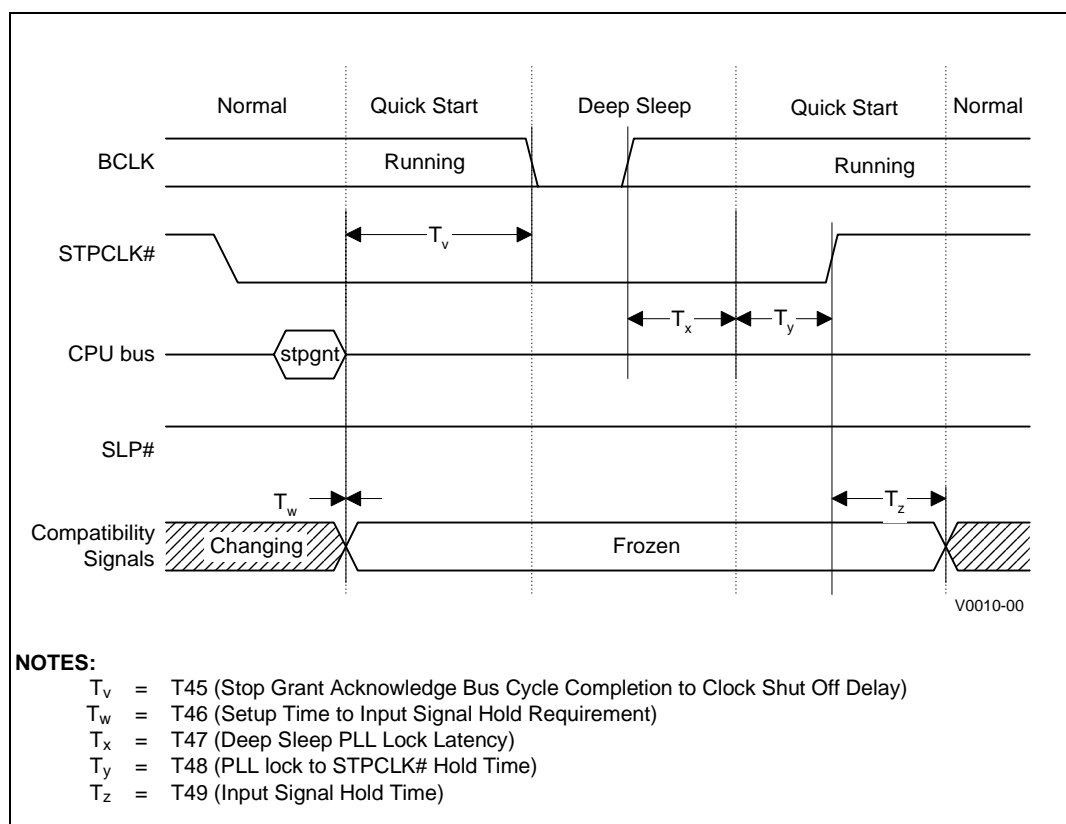 Normal Quick Start Deep Sleep Quick Start Normal
BCLK Running Running
STPCLK# Tv
Tx Ty
CPU bus stpgnt
SLP#
Tw Tz
Compatibility
Signals Changing Frozen
V0010-00
NOTES:
Tv = T45 (Stop Grant Acknowledge Bus Cycle Completion to Clock Shut Off Delay)
Tw = T46 (Setup Time to Input Signal Hold Requirement)
Tx = T47 (Deep Sleep PLL Lock Latency)
Ty = T48 (PLL lock to STPCLK# Hold Time)
Tz = T49 (Input Signal Hold Time)